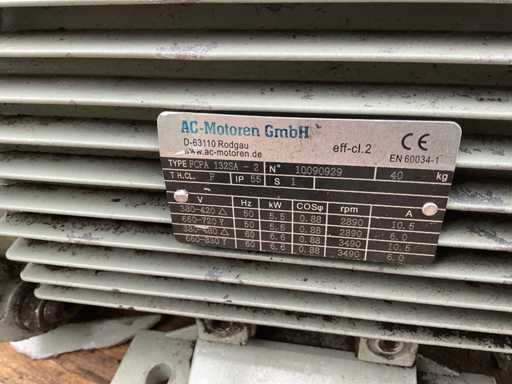 AC-Motoren GmbH
D-63110 Rodgau
www.ac-motoren.de
eff-cl.2
CE
EN 60034-1
TYPE FCPA 132SA - 2 N° 10090929 40 kg
TH.CL. F IP 55 S 1
V Hz kW COSφ rpm A
380-420 △ 50 5.5 0.88 2890 10.5
660-720 Y 50 5.5 0.88 2890 6.0
380-480 △ 60 6.6 0.88 3490 10.5
660-830 Y 60 6.6 0.88 3490 6.0